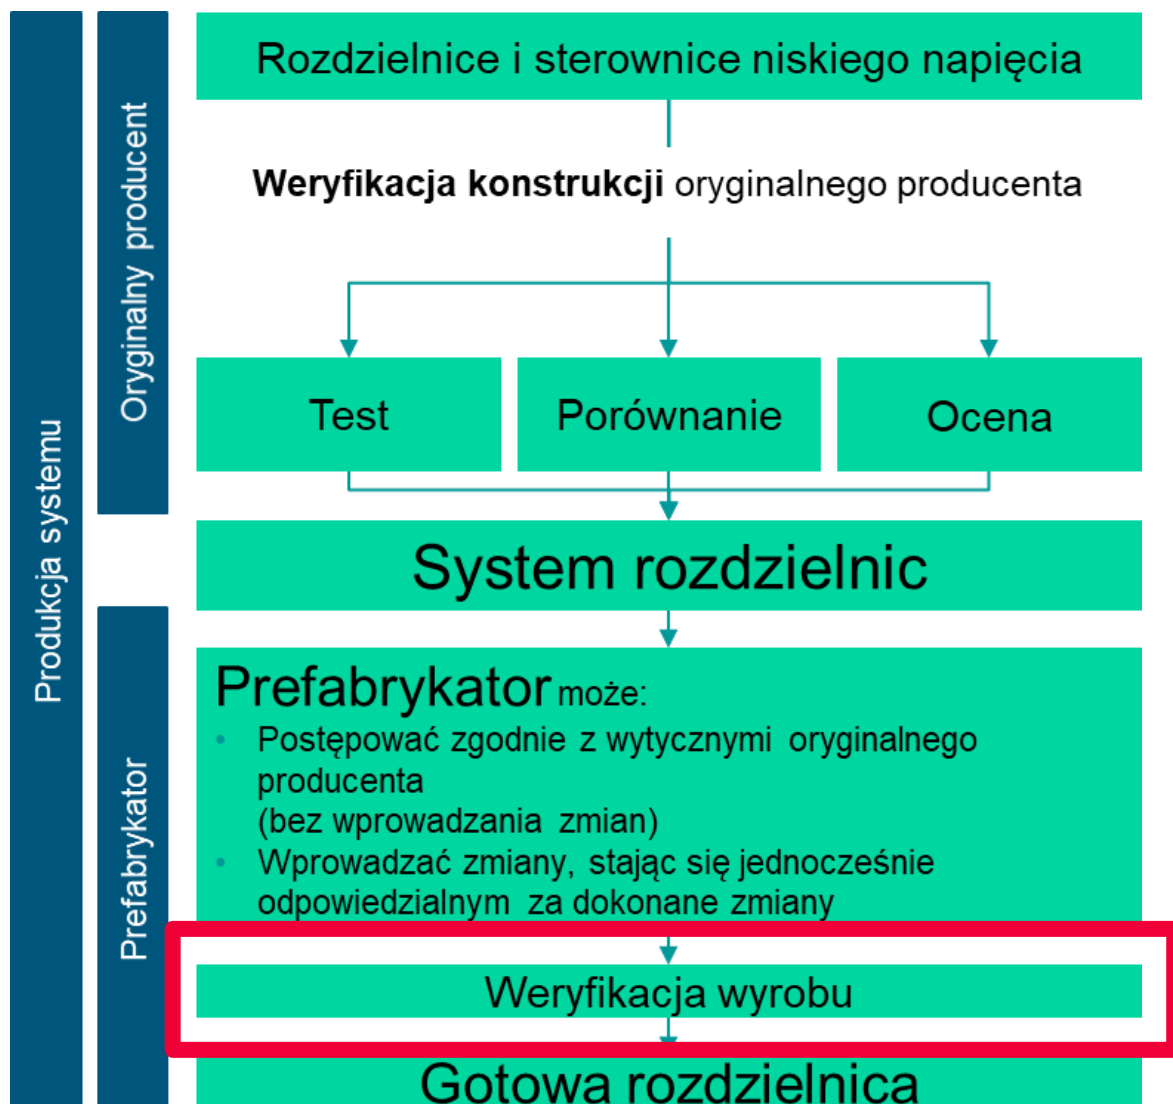 Produkcja systemu
Oryginalny producent
Rozdzielnice i sterownice niskiego napięcia
Weryfikacja konstrukcji oryginalnego producenta
Test
Porównanie
Ocena
System rozdzielnic
Prefabrykator
Prefabrykator może:
• Postępować zgodnie z wytycznymi oryginalnego
producenta
(bez wprowadzania zmian)
• Wprowadzać zmiany, stając się jednocześnie
odpowiedzialnym za dokonane zmiany
Weryfikacja wyrobu
Gotowa rozdzielnica